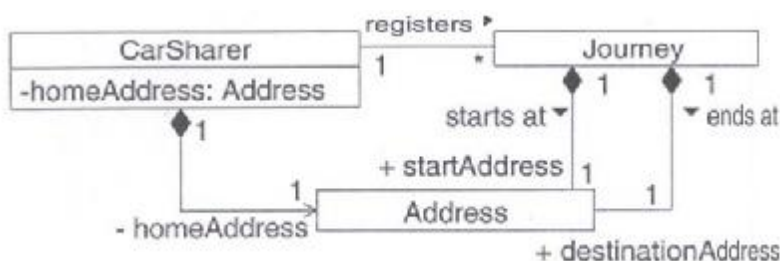 registers
CarSharer
Journey
1
*
-homeAddress: Address
1
1
1
starts at
ends at
+ startAddress
1
1
1
Address
- homeAddress
+ destinationAddress